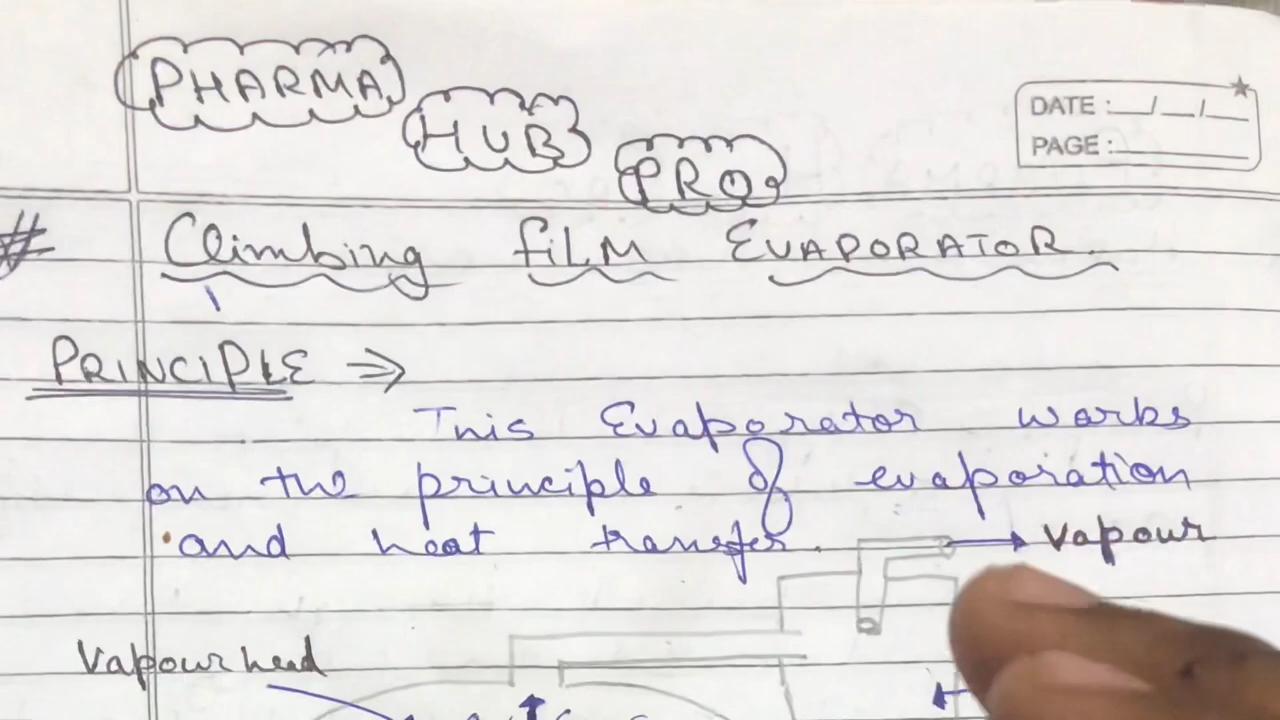 PHARMA
HUB
PRO
DATE :__/__/__
PAGE :________
# Climbing fiLM EVAPORATOR.
PRINCIPLE ⇒
This Evaporator works
on the principle of evaporation
and heat transfer.
Vapour
Vapour head